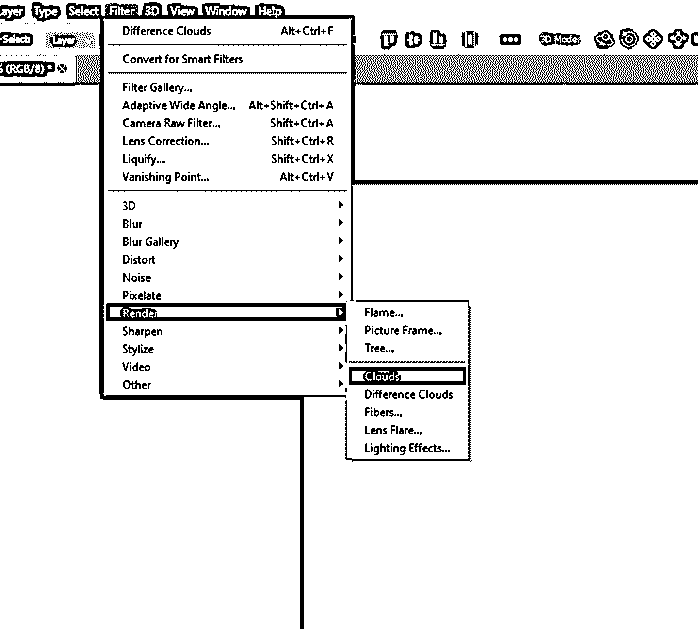 ayer Type Select Filter 3D View Window Help
Select Layer 3D Mode
(RGB/8) *
Difference Clouds Alt+Ctrl+F
Convert for Smart Filters
Filter Gallery...
Adaptive Wide Angle... Alt+Shift+Ctrl+A
Camera Raw Filter... Shift+Ctrl+A
Lens Correction... Shift+Ctrl+R
Liquify... Shift+Ctrl+X
Vanishing Point... Alt+Ctrl+V
3D
Blur
Blur Gallery
Distort
Noise
Pixelate
Render
Sharpen
Stylize
Video
Other
Flame...
Picture Frame...
Tree...
Clouds
Difference Clouds
Fibers...
Lens Flare...
Lighting Effects...